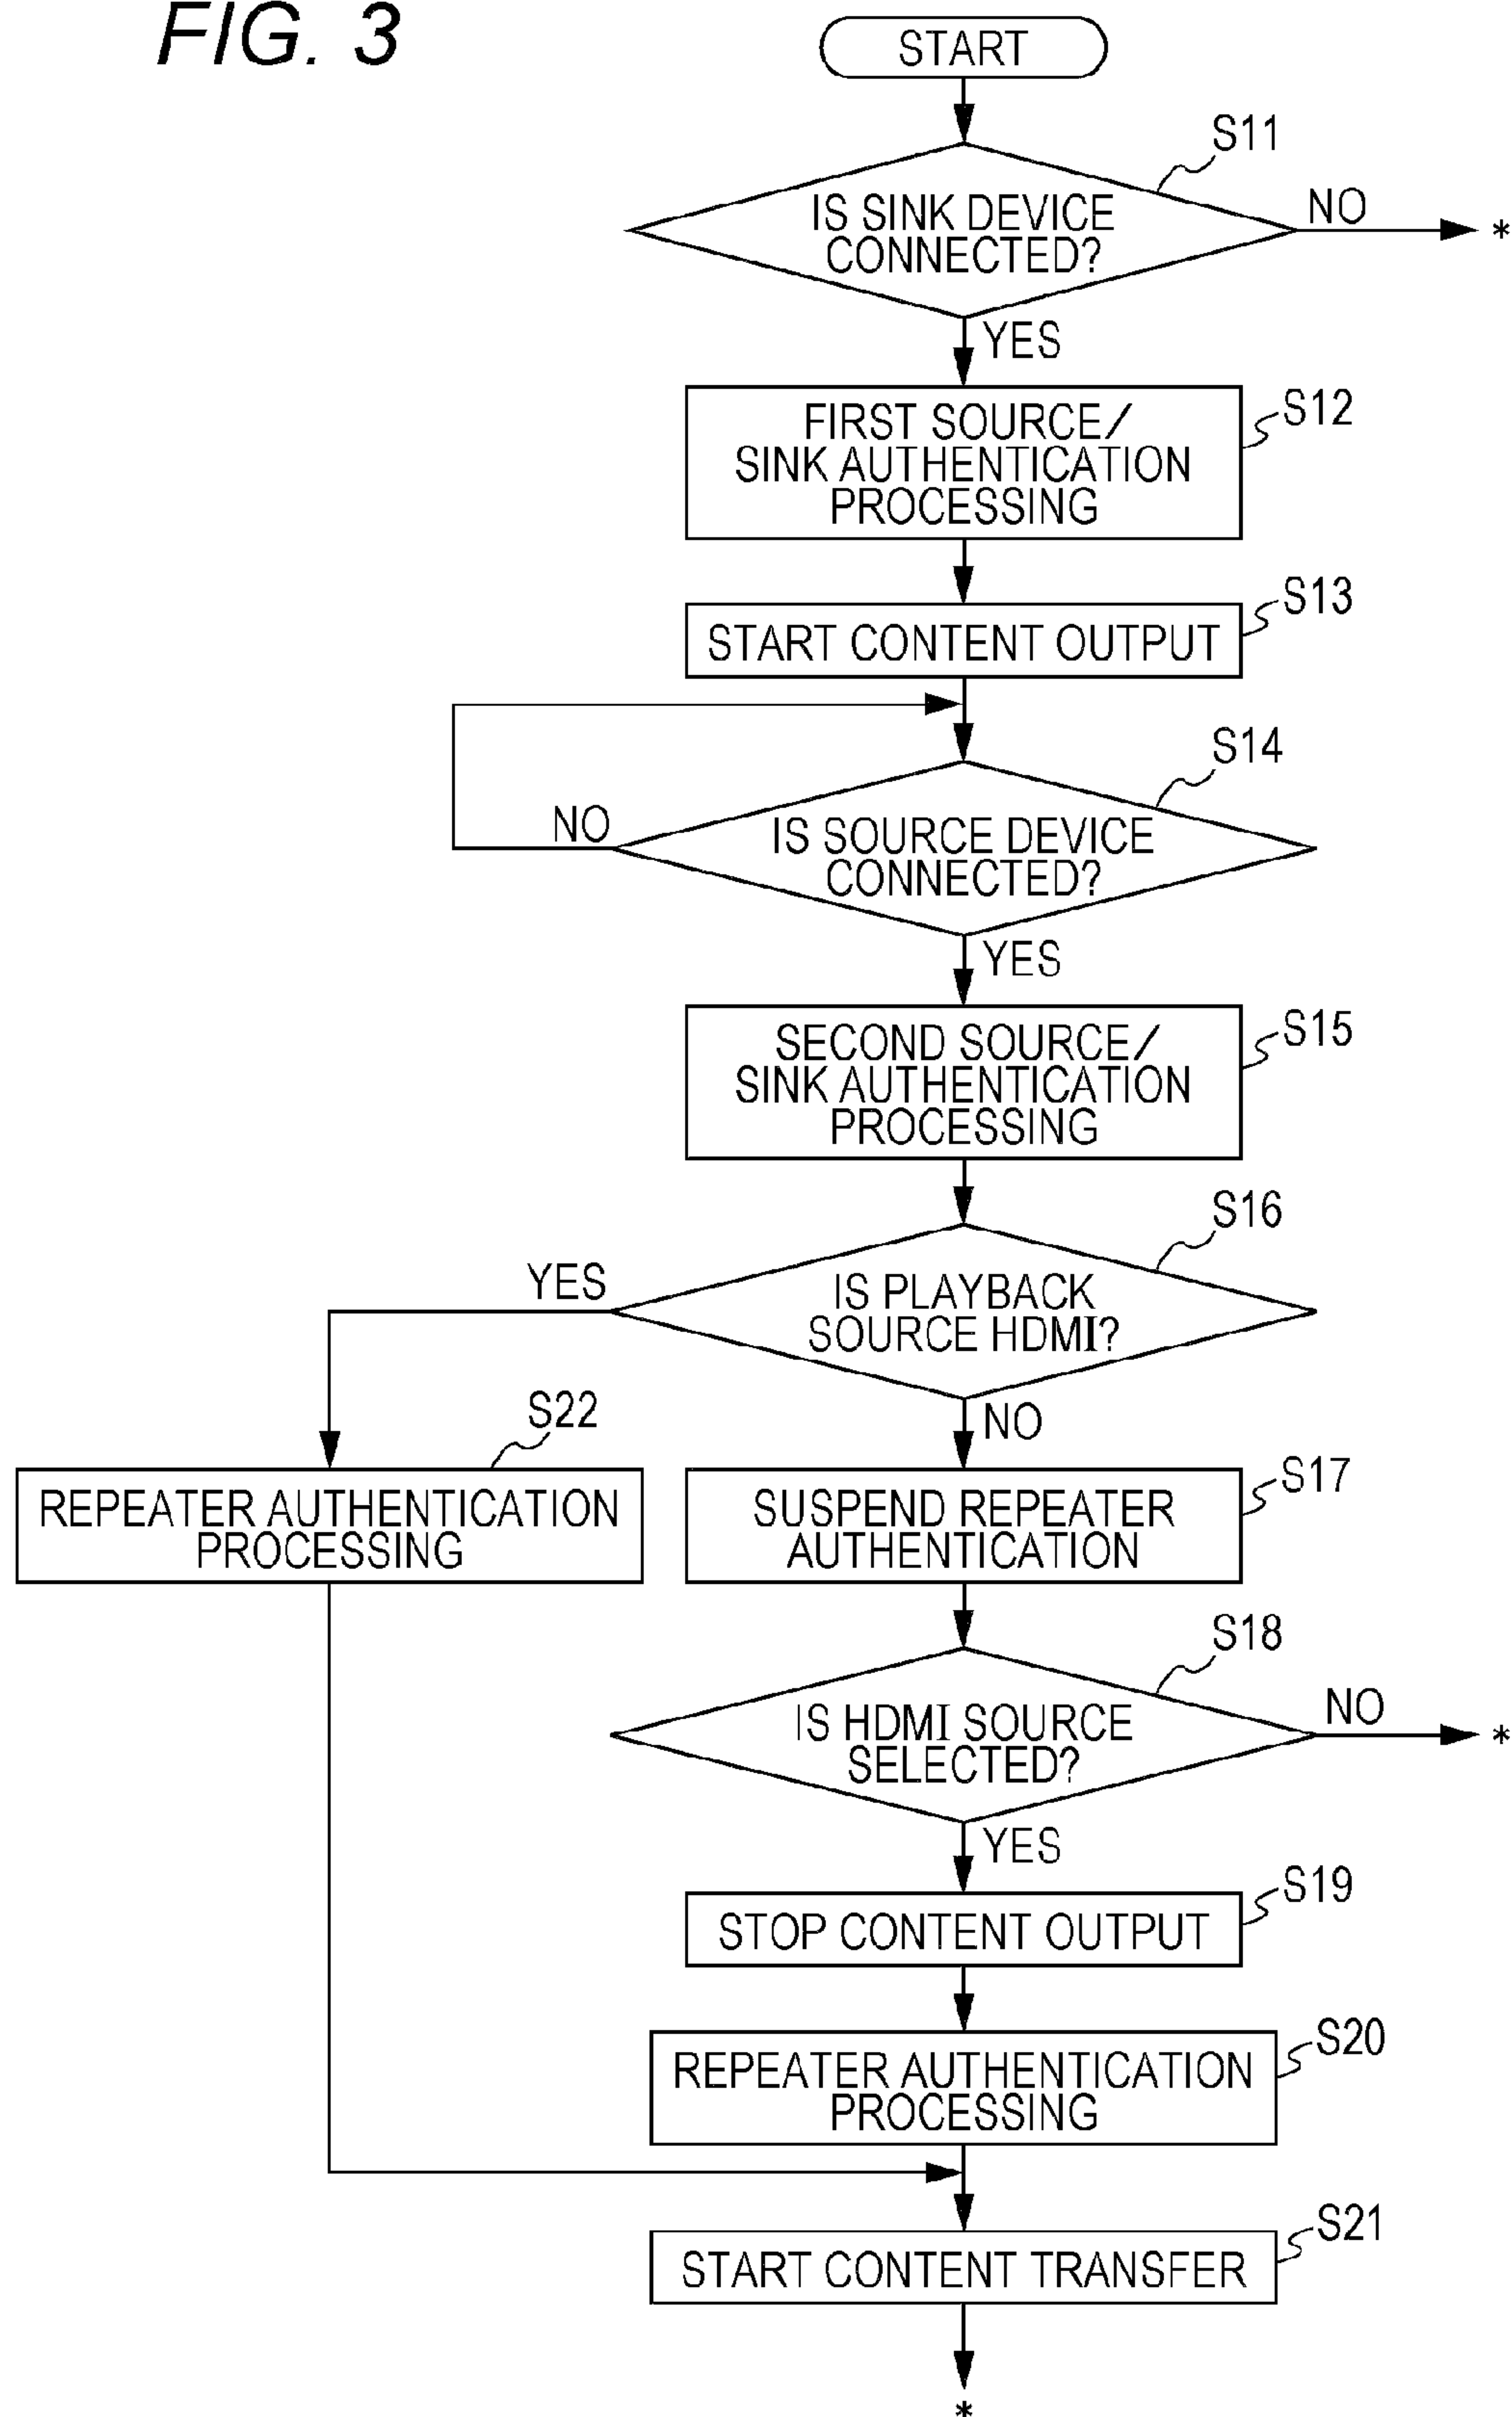 FIG. 3
START
S11
IS SINK DEVICE
CONNECTED?
NO
*
YES
S12
FIRST SOURCE/
SINK AUTHENTICATION
PROCESSING
S13
START CONTENT OUTPUT
S14
NO
IS SOURCE DEVICE
CONNECTED?
YES
S15
SECOND SOURCE/
SINK AUTHENTICATION
PROCESSING
S16
YES
IS PLAYBACK
SOURCE HDMI?
NO
S22
REPEATER AUTHENTICATION
PROCESSING
S17
SUSPEND REPEATER
AUTHENTICATION
S18
IS HDMI SOURCE
SELECTED?
NO
*
YES
S19
STOP CONTENT OUTPUT
S20
REPEATER AUTHENTICATION
PROCESSING
S21
START CONTENT TRANSFER
*